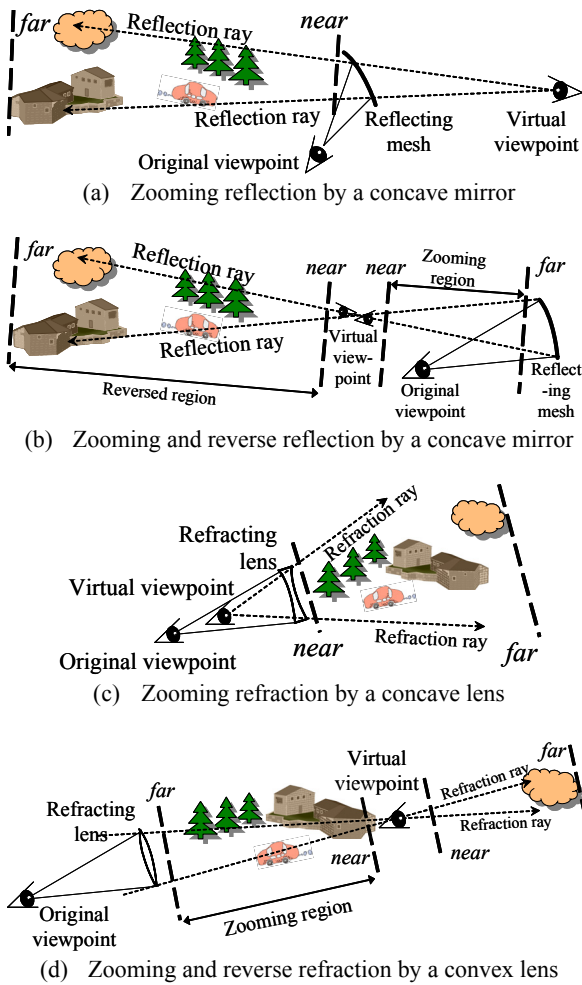 far
Reflection ray
near
Reflection ray
Reflecting
mesh
Virtual
viewpoint
Original viewpoint
(a) Zooming reflection by a concave mirror
far
Reflection ray
near
near
Zooming
region
far
Reflection ray
Virtual
view-
point
Original
viewpoint
Reflect
-ing
mesh
Reversed region
(b) Zooming and reverse reflection by a concave mirror
Refraction ray
Refracting
lens
Virtual viewpoint
Original viewpoint
near
Refraction ray
far
(c) Zooming refraction by a concave lens
Virtual
viewpoint
far
Refraction ray
Refracting
lens
far
Refraction ray
near
near
Original
viewpoint
Zooming region
(d) Zooming and reverse refraction by a convex lens